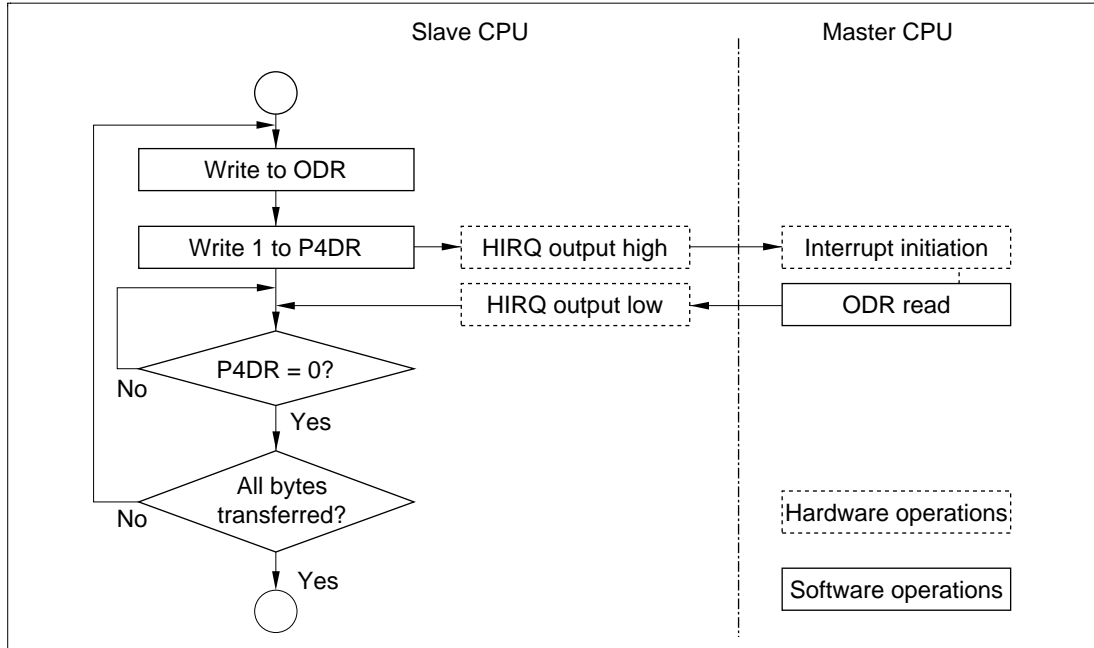 Slave CPU
Master CPU
Write to ODR
Write 1 to P4DR
HIRQ output high
Interrupt initiation
HIRQ output low
ODR read
P4DR = 0?
No
Yes
All bytes
transferred?
No
Yes
Hardware operations
Software operations